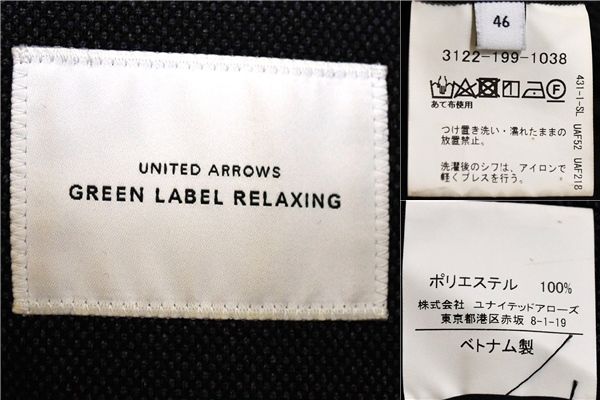 UNITED ARROWS
GREEN LABEL RELAXING
46
3122-199-1038
あて布使用
つけ置き洗い・濡れたままの
放置禁止。
洗濯後のシワは、アイロンで
軽くプレスを行う。
431-1-SL UAF52 UAF218
ポリエステル 100%
株式会社 ユナイテッドアローズ
東京都港区赤坂 8-1-19
ベトナム製